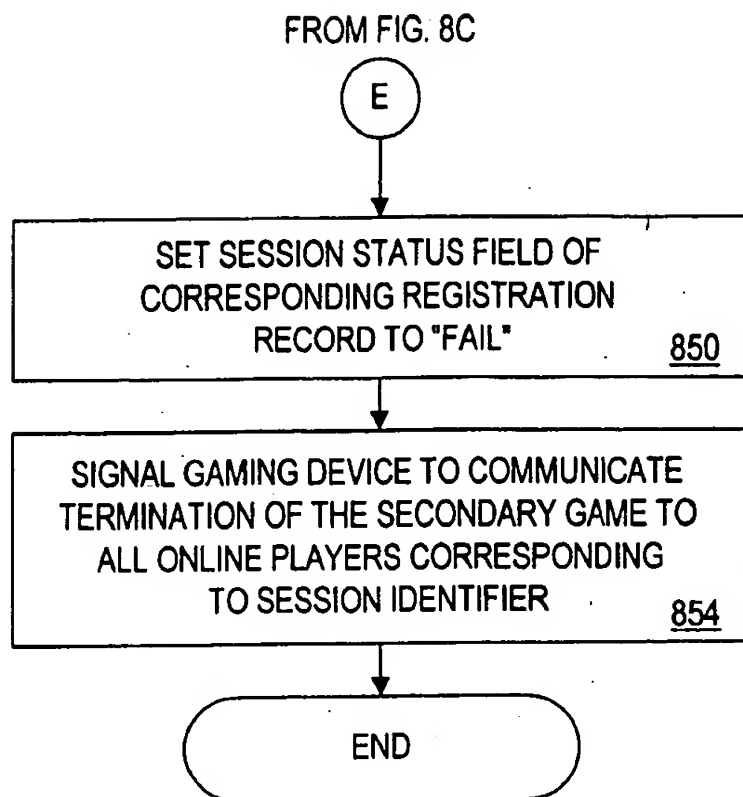 FROM FIG. 8C
E
SET SESSION STATUS FIELD OF
CORRESPONDING REGISTRATION
RECORD TO "FAIL"
850
SIGNAL GAMING DEVICE TO COMMUNICATE
TERMINATION OF THE SECONDARY GAME TO
ALL ONLINE PLAYERS CORRESPONDING
TO SESSION IDENTIFIER
854
END